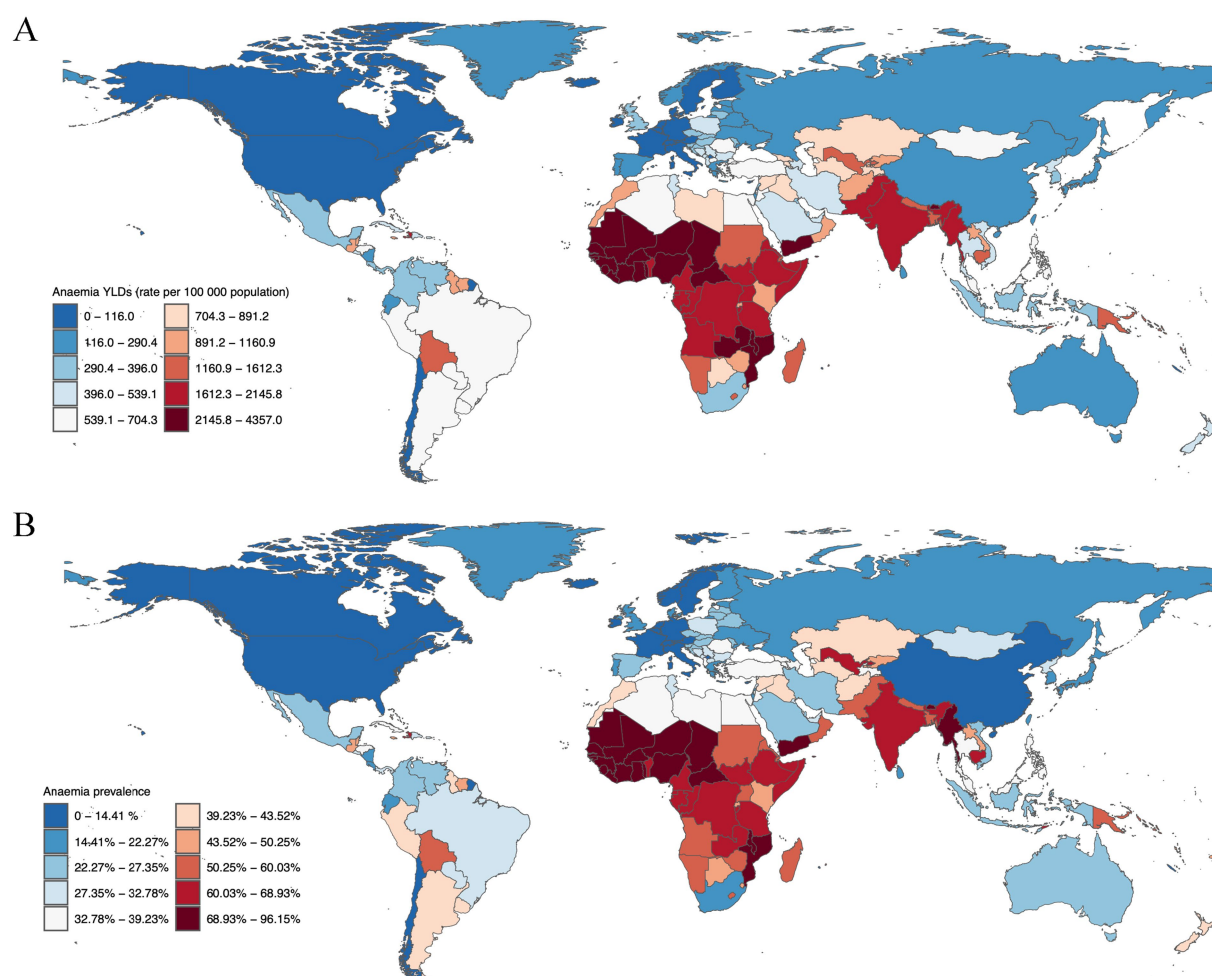 A
Anaemia YLDs (rate per 100 000 population)
0 – 116.0 704.3 – 891.2
116.0 – 290.4 891.2 – 1160.9
290.4 – 396.0 1160.9 – 1612.3
396.0 – 539.1 1612.3 – 2145.8
539.1 – 704.3 2145.8 – 4357.0
B
Anaemia prevalence
0 – 14.41 % 39.23% – 43.52%
14.41% – 22.27% 43.52% – 50.25%
22.27% – 27.35% 50.25% – 60.03%
27.35% – 32.78% 60.03% – 68.93%
32.78% – 39.23% 68.93% – 96.15%